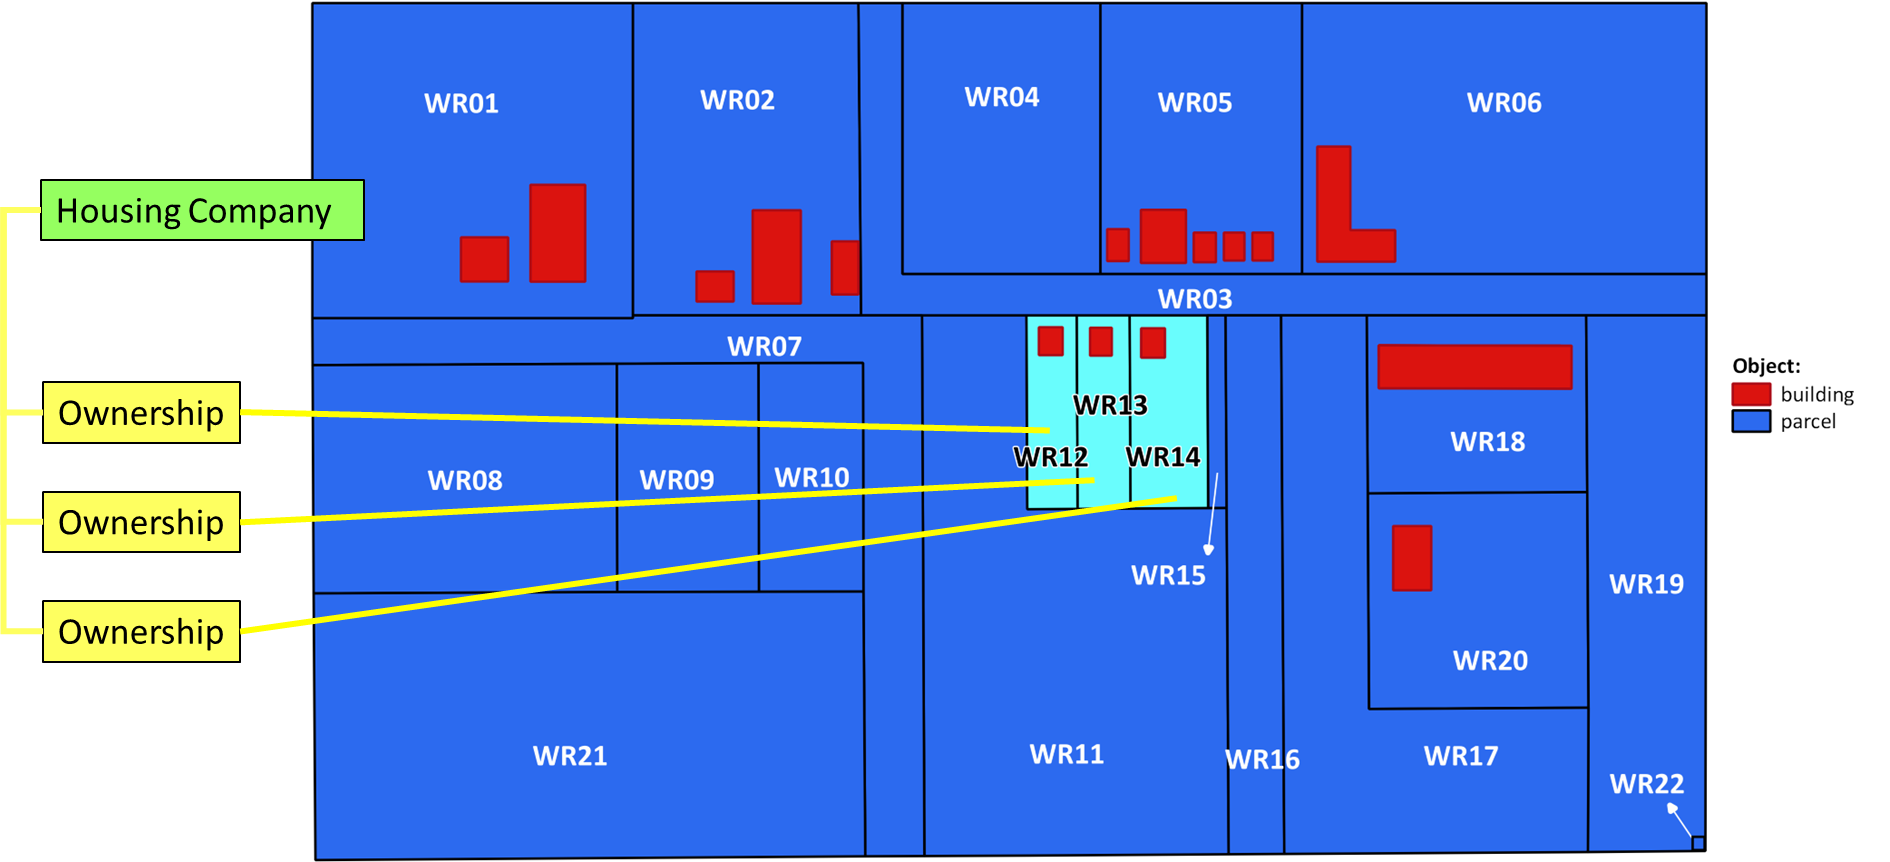 WR01
WR02
WR04
WR05
WR06
Housing Company
WR03
WR07
Object:
building
parcel
Ownership
WR13
WR12
WR14
WR18
WR08
WR09
WR10
Ownership
WR15
WR19
Ownership
WR20
WR21
WR11
WR16
WR17
WR22